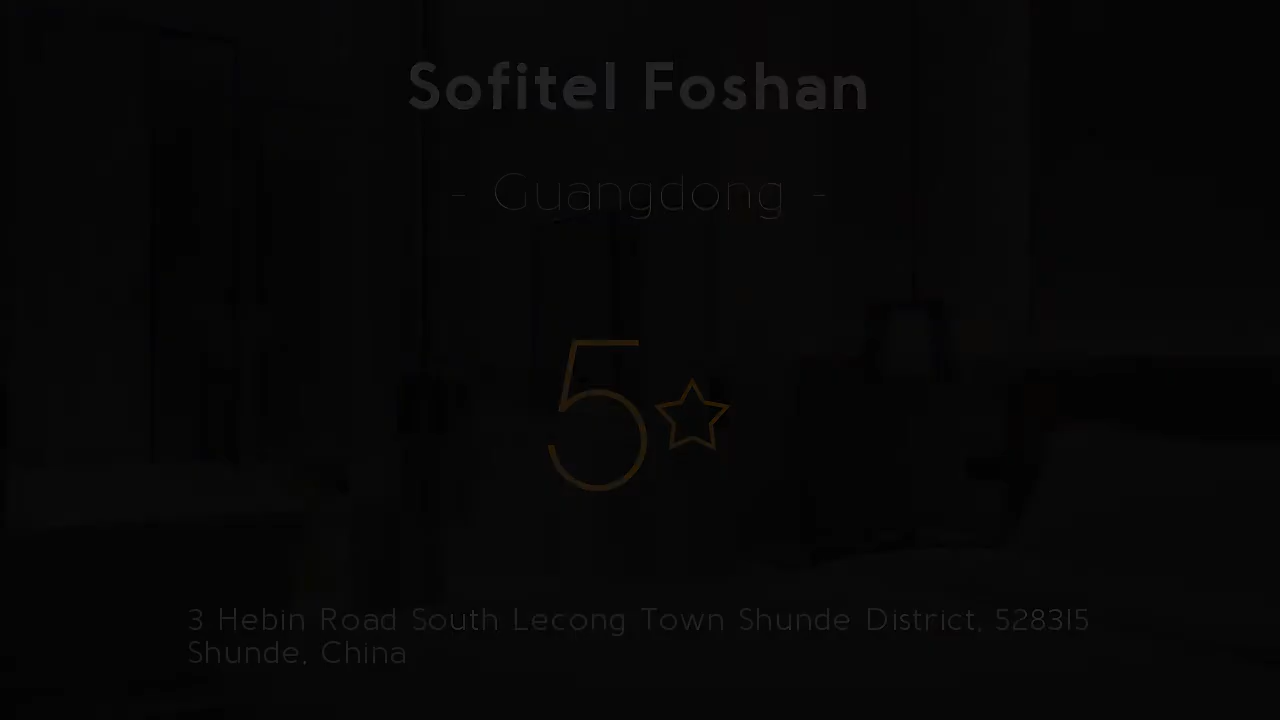 Sofitel Foshan
- Guangdong -
5
3 Hebin Road South Lecong Town Shunde District, 528315
Shunde, China